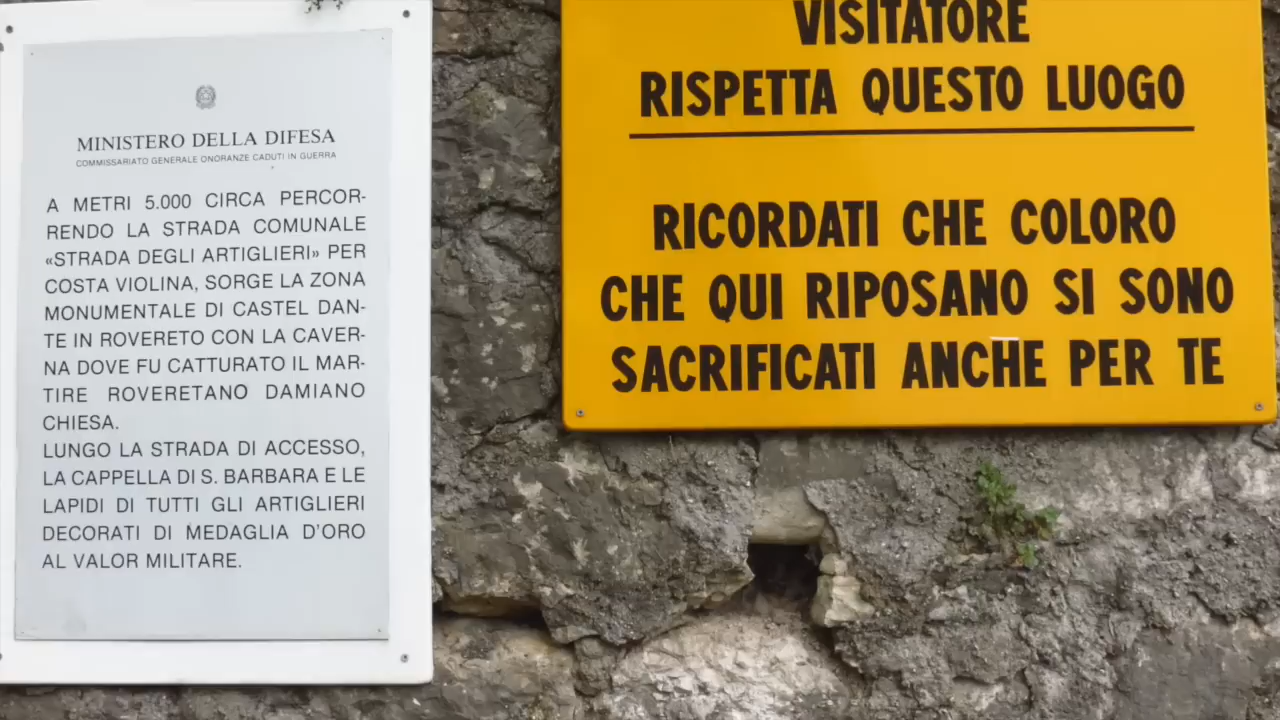 MINISTERO DELLA DIFESA
COMMISSARIATO GENERALE ONORANZE CADUTI IN GUERRA
A METRI 5.000 CIRCA PERCOR-
RENDO LA STRADA COMUNALE
«STRADA DEGLI ARTIGLIERI» PER
COSTA VIOLINA, SORGE LA ZONA
MONUMENTALE DI CASTEL DAN-
TE IN ROVERETO CON LA CAVER-
NA DOVE FU CATTURATO IL MAR-
TIRE ROVERETANO DAMIANO
CHIESA.
LUNGO LA STRADA DI ACCESSO,
LA CAPPELLA DI S. BARBARA E LE
LAPIDI DI TUTTI GLI ARTIGLIERI
DECORATI DI MEDAGLIA D'ORO
AL VALOR MILITARE.
VISITATORE
RISPETTA QUESTO LUOGO
RICORDATI CHE COLORO
CHE QUI RIPOSANO SI SONO
SACRIFICATI ANCHE PER TE